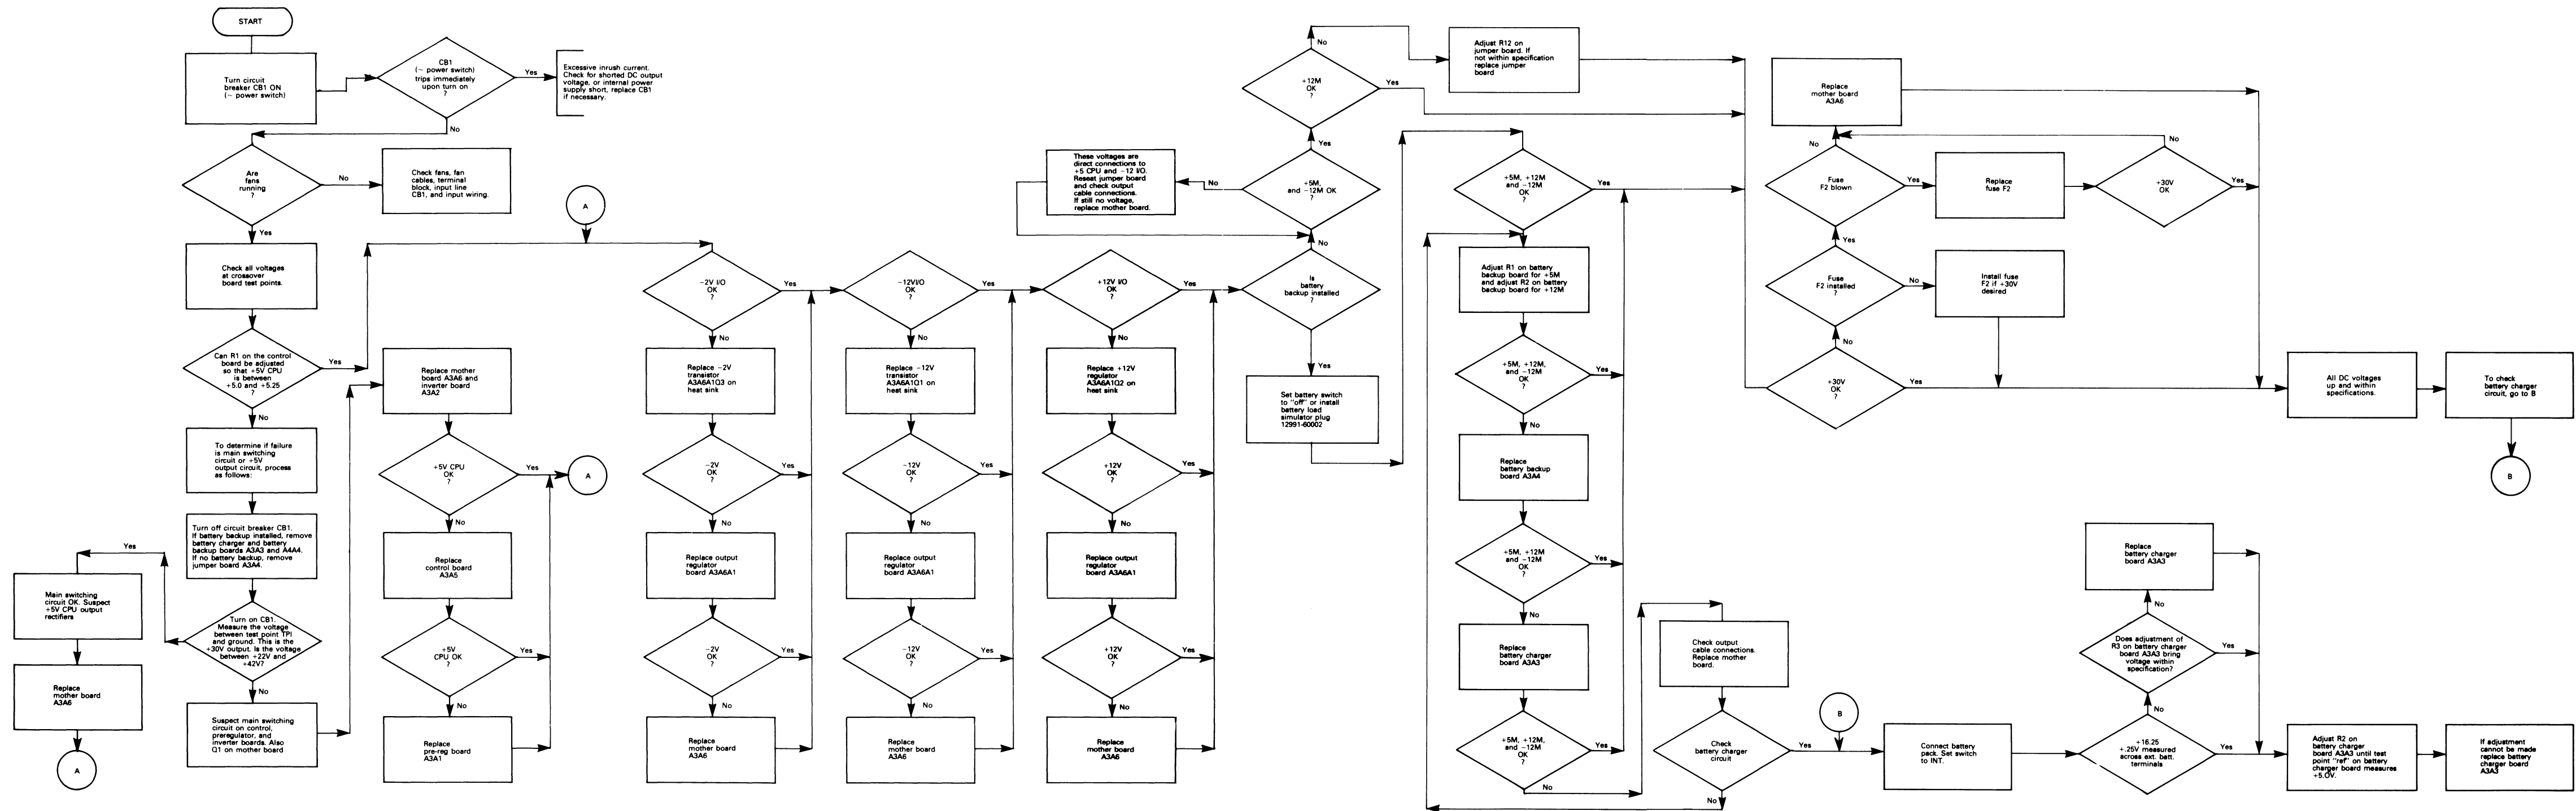 START
Turn circuit
breaker CB1 ON
(~ power switch)
CB1
(~ power switch)
trips immediately
upon turn on
?
Yes
Excessive inrush current.
Check for shorted DC output
voltage, or internal power
supply short, replace CB1
if necessary.
No
Are
fans
running
?
No
Check fans, fan
cables, terminal
block, input line
CB1, and input wiring.
Yes
Check all voltages
at crossover
board test points.
Can R1 on the control
board be adjusted
so that +5V CPU
is between
+5.0 and +5.25
?
Yes
No
To determine if failure
is main switching
circuit or +5V
output circuit, process
as follows:
Turn off circuit breaker CB1.
If battery backup installed, remove
battery charger and battery
backup boards A3A3 and A4A4.
If no battery backup, remove
jumper board A3A4.
Turn on CB1.
Measure the voltage
between test point TPI
and ground. This is the
+30V output. Is the voltage
between +22V and
+42V?
Yes
Main switching
circuit OK. Suspect
+5V CPU output
rectifiers
Replace
mother board
A3A6
A
No
Suspect main switching
circuit on control,
preregulator, and
inverter boards. Also
Q1 on mother board
Replace mother
board A3A6 and
inverter board
A3A2
+5V CPU
OK
?
Yes
A
No
Replace
control board
A3A5
+5V
CPU OK
?
Yes
No
Replace
pre-reg board
A3A1
A
-2V I/O
OK
?
Yes
No
Replace -2V
transistor
A3A6A1Q3 on
heat sink
-2V
OK
?
Yes
No
Replace output
regulator
board A3A6A1
-2V
OK
?
Yes
No
Replace
mother board
A3A6
-12VI/O
OK
?
Yes
No
Replace -12V
transistor
A3A6A1Q1 on
heat sink
-12V
OK
?
Yes
No
Replace output
regulator
board A3A6A1
-12V
OK
?
Yes
No
Replace
mother board
A3A6
+12V I/O
OK
?
Yes
No
Replace +12V
regulator
A3A6A1Q2 on
heat sink
+12V
OK
?
Yes
No
Replace output
regulator
board A3A6A1
+12V
OK
?
Yes
No
Replace
mother board
A3A6
Is
battery
backup installed
?
No
+5M,
and -12M OK
?
No
These voltages are
direct connections to
+5 CPU and -12 I/O.
Reseat jumper board
and check output
cable connections.
If still no voltage,
replace mother board.
Yes
+12M
OK
?
No
Adjust R12 on
jumper board. If
not within specification
replace jumper
board
Yes
Yes
Set battery switch
to "off" or install
battery load
simulator plug
12991-60002
+5M, +12M
and -12M
OK
?
Yes
Adjust R1 on battery
backup board for +5M
and adjust R2 on battery
backup board for +12M
+5M, +12M,
and -12M
OK
?
Yes
No
Replace
battery backup
board A3A4
+5M, +12M
and -12M
OK
?
Yes
No
Replace
battery charger
board A3A3
+5M, +12M,
and -12M
OK
?
Yes
No
Check output
cable connections.
Replace mother
board.
Check
battery charger
circuit
No
Yes
B
Connect battery
pack. Set switch
to INT.
+16.25
+.25V measured
across ext. batt.
terminals
Yes
No
Does adjustment of
R3 on battery charger
board A3A3 bring
voltage within
specification?
Yes
No
Replace
battery charger
board A3A3
Adjust R2 on
battery charger
board A3A3 until test
point "ref" on battery
charger board measures
+5.OV.
If adjustment
cannot be made
replace battery
charger board
A3A3
+30V
OK
?
Yes
No
Fuse
F2 installed
?
No
Install fuse
F2 if +30V
desired
Yes
Fuse
F2 blown
Yes
Replace
fuse F2
+30V
OK
Yes
No
No
Replace
mother board
A3A6
All DC voltages
up and within
specifications.
To check
battery charger
circuit, go to B
B